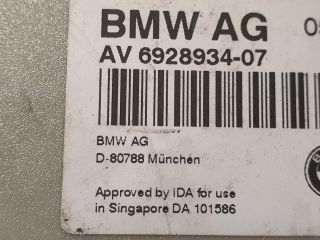 BMW AG
AV 6928934-07
BMW AG
D-80788 München
Approved by IDA for use
in Singapore DA 101586